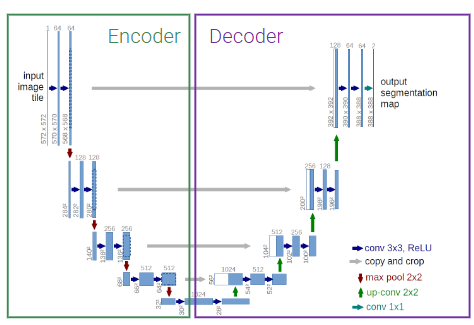 Encoder
Decoder
1 64 64
128 64 64 2
input
image
tile
output
segmentation
map
572 x 572
570 x 570
568 x 568
392 x 392
390 x 390
388 x 388
388 x 388
128 128
256 128
284²
282²
280²
200²
198²
196²
256 256
512 256
140²
138²
136²
104²
102²
100²
512 512
1024 512
68²
66²
64²
56²
54²
52²
1024
32²
30²
28²
conv 3x3, ReLU
copy and crop
max pool 2x2
up-conv 2x2
conv 1x1